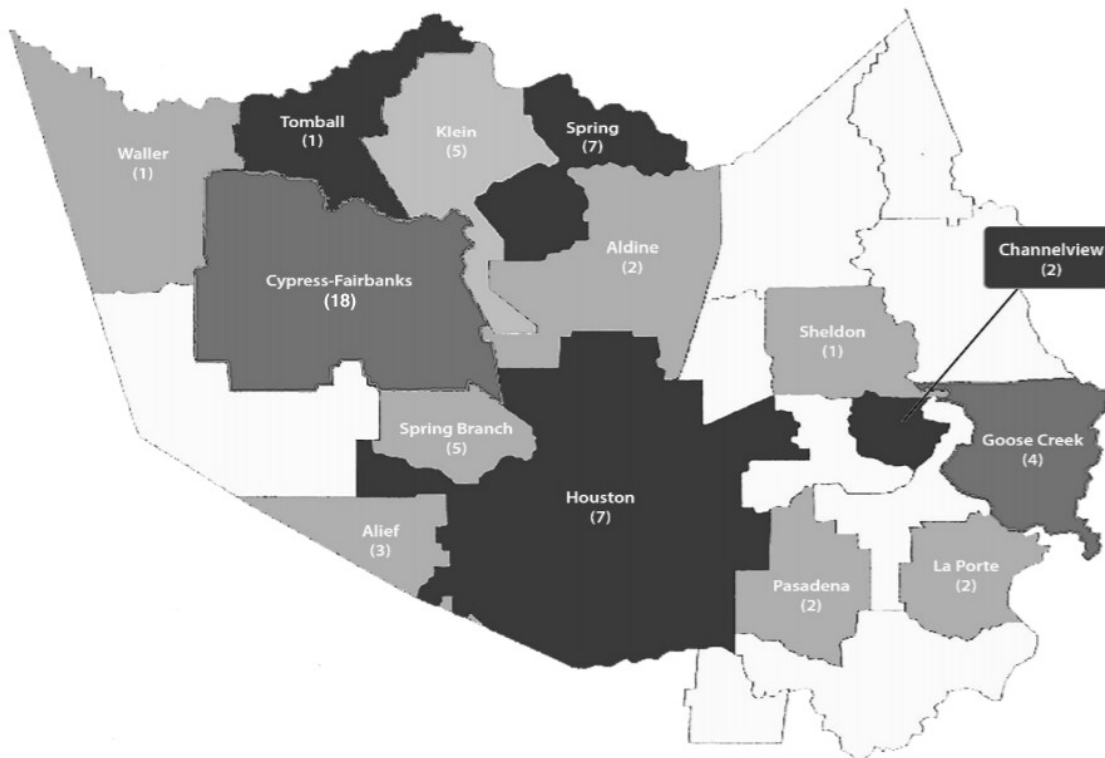 Tomball
(1)
Klein
(5)
Spring
(7)
Waller
(1)
Aldine
(2)
Channelview
(2)
Cypress-Fairbanks
(18)
Sheldon
(1)
Spring Branch
(5)
Goose Creek
(4)
Houston
(7)
Alief
(3)
Pasadena
(2)
La Porte
(2)